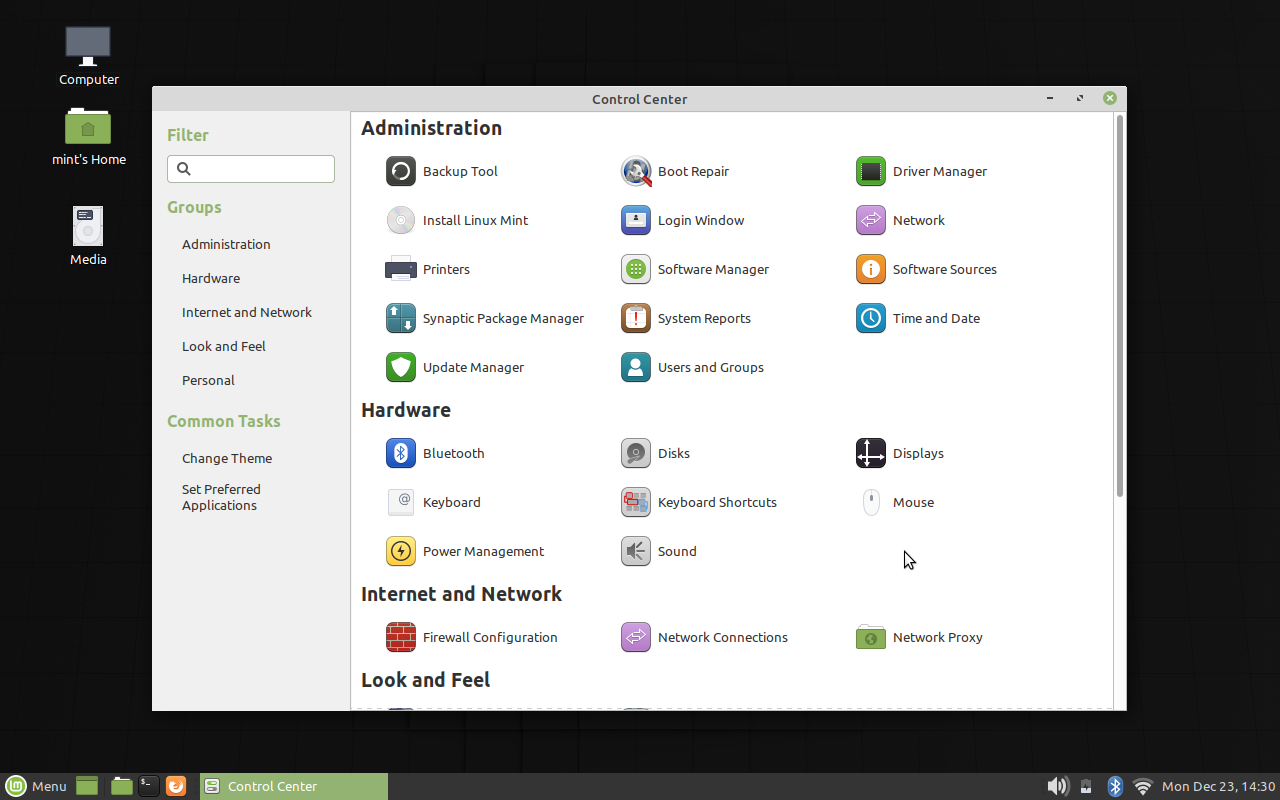 Computer
mint's Home
Media
Control Center
Filter
Groups
Administration
Hardware
Internet and Network
Look and Feel
Personal
Common Tasks
Change Theme
Set Preferred
Applications
Administration
Backup Tool
Boot Repair
Driver Manager
Install Linux Mint
Login Window
Network
Printers
Software Manager
Software Sources
Synaptic Package Manager
System Reports
Time and Date
Update Manager
Users and Groups
Hardware
Bluetooth
Disks
Displays
Keyboard
Keyboard Shortcuts
Mouse
Power Management
Sound
Internet and Network
Firewall Configuration
Network Connections
Network Proxy
Look and Feel
Menu
Control Center
Mon Dec 23, 14:30